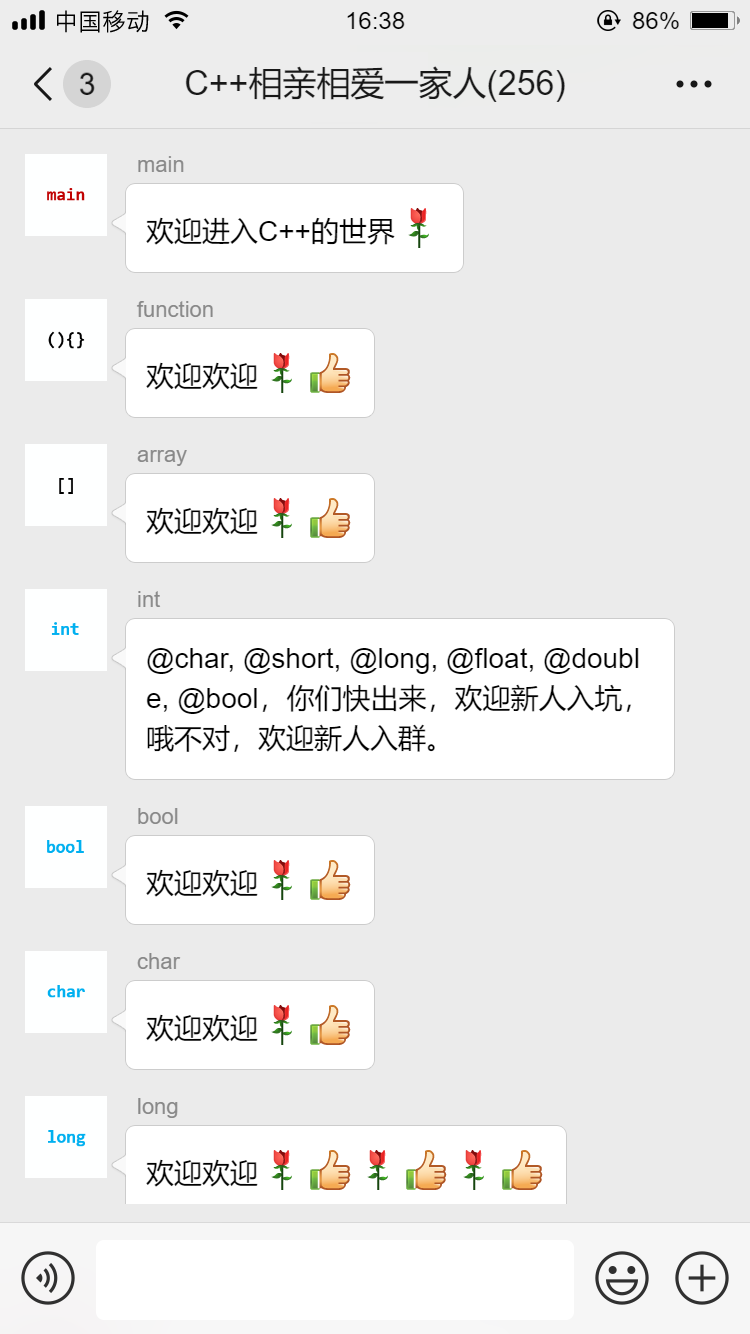 中国移动 16:38 86%
3 C++相亲相爱一家人(256)
main
main
欢迎进入C++的世界🌹
function
(){}
欢迎欢迎🌹👍
array
[]
欢迎欢迎🌹👍
int
int
@char, @short, @long, @float, @doubl
e, @bool，你们快出来，欢迎新人入坑，
哦不对，欢迎新人入群。
bool
bool
欢迎欢迎🌹👍
char
char
欢迎欢迎🌹👍
long
long
欢迎欢迎🌹👍🌹👍🌹👍